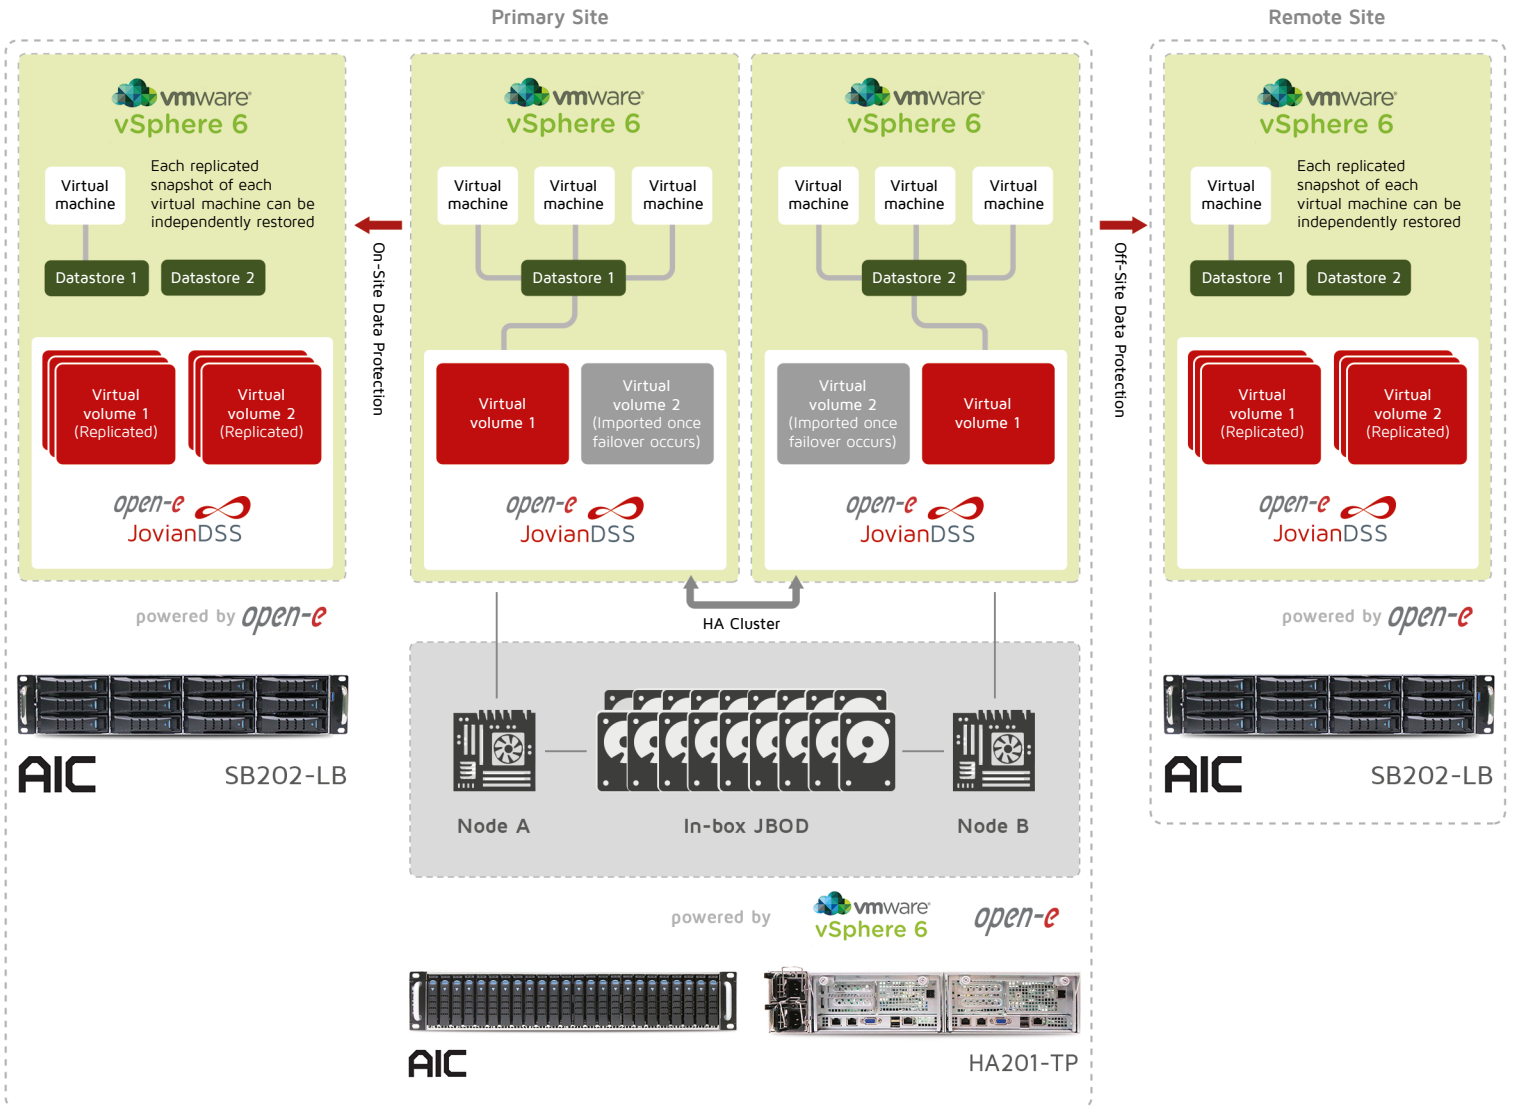 Primary Site
Remote Site
vmware®
vSphere 6
Virtual
machine
Each replicated
snapshot of each
virtual machine can be
independently restored
Datastore 1
Datastore 2
Virtual
volume 1
(Replicated)
Virtual
volume 2
(Replicated)
open-e
JovianDSS
powered by open-e
AIC
SB202-LB
On-Site Data Protection
vmware®
vSphere 6
Virtual
machine
Virtual
machine
Virtual
machine
Datastore 1
Virtual
volume 1
Virtual
volume 2
(Imported once
failover occurs)
open-e
JovianDSS
vmware®
vSphere 6
Virtual
machine
Virtual
machine
Virtual
machine
Datastore 2
Virtual
volume 2
(Imported once
failover occurs)
Virtual
volume 1
open-e
JovianDSS
HA Cluster
Node A
In-box JBOD
Node B
powered by
vmware®
vSphere 6
open-e
AIC
HA201-TP
Off-Site Data Protection
vmware®
vSphere 6
Virtual
machine
Each replicated
snapshot of each
virtual machine can be
independently restored
Datastore 1
Datastore 2
Virtual
volume 1
(Replicated)
Virtual
volume 2
(Replicated)
open-e
JovianDSS
powered by open-e
AIC
SB202-LB